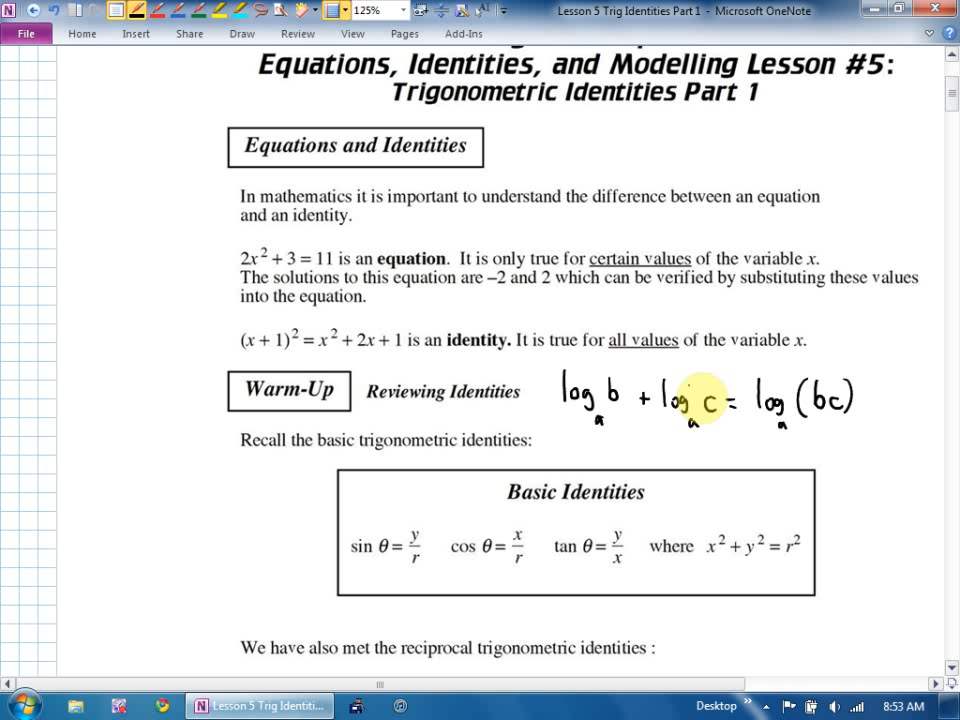 125%
Lesson 5 Trig Identities Part 1 - Microsoft OneNote
File Home Insert Share Draw Review View Pages Add-Ins
Equations, Identities, and Modelling Lesson #5:
Trigonometric Identities Part 1
Equations and Identities
In mathematics it is important to understand the difference between an equation
and an identity.
2x² + 3 = 11 is an equation. It is only true for certain values of the variable x.
The solutions to this equation are –2 and 2 which can be verified by substituting these values
into the equation.
(x + 1)² = x² + 2x + 1 is an identity. It is true for all values of the variable x.
Warm-Up Reviewing Identities logₐ b + logₐ c = logₐ (bc)
Recall the basic trigonometric identities:
Basic Identities
sin θ = y/r cos θ = x/r tan θ = y/x where x² + y² = r²
We have also met the reciprocal trigonometric identities :
Lesson 5 Trig Identiti... Desktop 8:53 AM